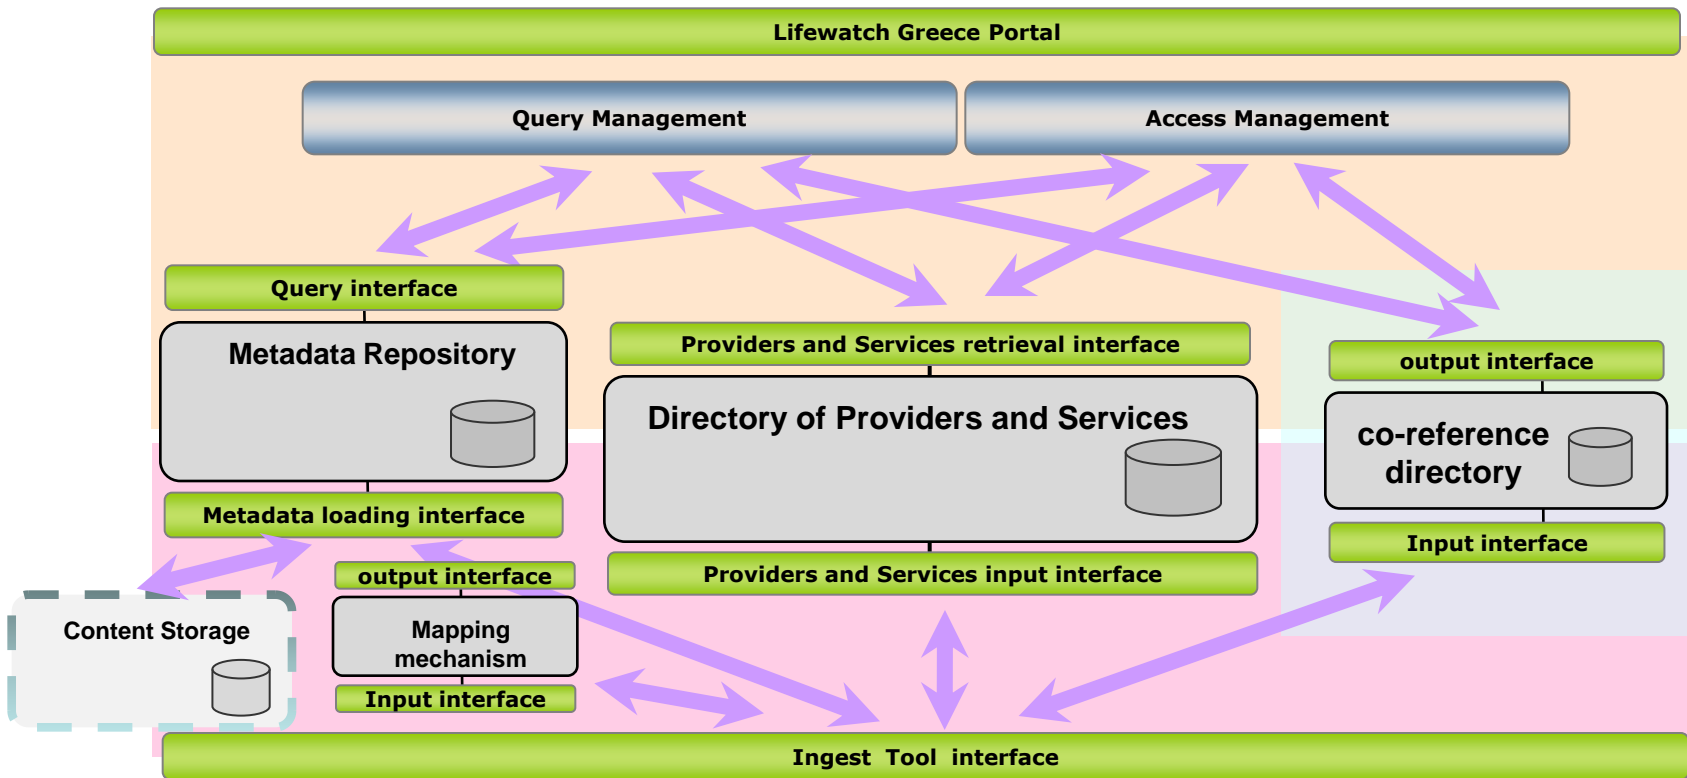 Lifewatch Greece Portal
Query Management
Access Management
Query interface
Metadata Repository
Providers and Services retrieval interface
output interface
Directory of Providers and Services
co-reference
directory
Metadata loading interface
Input interface
output interface
Providers and Services input interface
Content Storage
Mapping
mechanism
Input interface
Ingest Tool interface